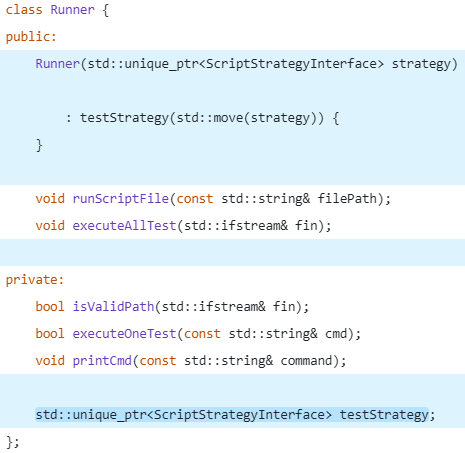 class Runner {
public:
    Runner(std::unique_ptr<ScriptStrategyInterface> strategy)
        : testStrategy(std::move(strategy)) {
    }
    void runScriptFile(const std::string& filePath);
    void executeAllTest(std::ifstream& fin);
private:
    bool isValidPath(std::ifstream& fin);
    bool executeOneTest(const std::string& cmd);
    void printCmd(const std::string& command);
    std::unique_ptr<ScriptStrategyInterface> testStrategy;
};